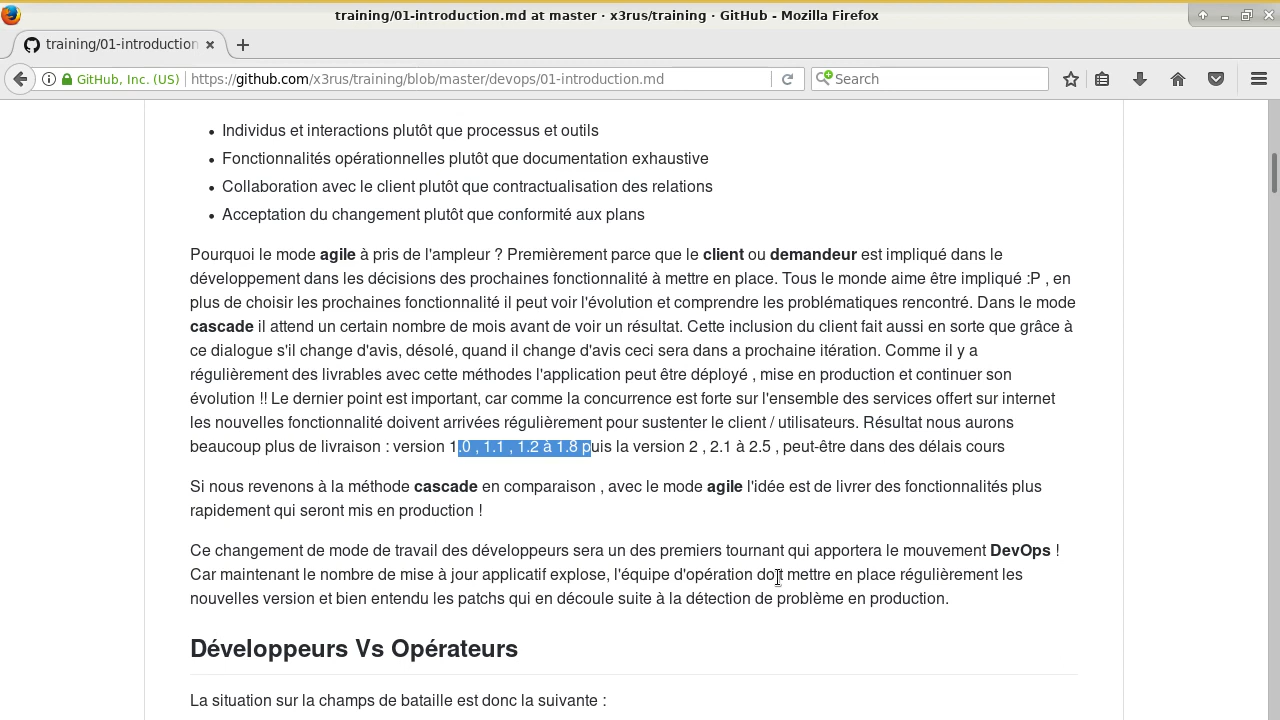 training/01-introduction.md at master · x3rus/training · GitHub - Mozilla Firefox
training/01-introduction
GitHub, Inc. (US)
https://github.com/x3rus/training/blob/master/devops/01-introduction.md
Search
• Individus et interactions plutôt que processus et outils
• Fonctionnalités opérationnelles plutôt que documentation exhaustive
• Collaboration avec le client plutôt que contractualisation des relations
• Acceptation du changement plutôt que conformité aux plans
Pourquoi le mode agile à pris de l'ampleur ? Premièrement parce que le client ou demandeur est impliqué dans le
développement dans les décisions des prochaines fonctionnalité à mettre en place. Tous le monde aime être impliqué :P , en
plus de choisir les prochaines fonctionnalité il peut voir l'évolution et comprendre les problématiques rencontré. Dans le mode
cascade il attend un certain nombre de mois avant de voir un résultat. Cette inclusion du client fait aussi en sorte que grâce à
ce dialogue s'il change d'avis, désolé, quand il change d'avis ceci sera dans a prochaine itération. Comme il y a
régulièrement des livrables avec cette méthodes l'application peut être déployé , mise en production et continuer son
évolution !! Le dernier point est important, car comme la concurrence est forte sur l'ensemble des services offert sur internet
les nouvelles fonctionnalité doivent arrivées régulièrement pour sustenter le client / utilisateurs. Résultat nous aurons
beaucoup plus de livraison : version 1.0 , 1.1 , 1.2 à 1.8 puis la version 2 , 2.1 à 2.5 , peut-être dans des délais cours
Si nous revenons à la méthode cascade en comparaison , avec le mode agile l'idée est de livrer des fonctionnalités plus
rapidement qui seront mis en production !
Ce changement de mode de travail des développeurs sera un des premiers tournant qui apportera le mouvement DevOps !
Car maintenant le nombre de mise à jour applicatif explose, l'équipe d'opération doit mettre en place régulièrement les
nouvelles version et bien entendu les patchs qui en découle suite à la détection de problème en production.
Développeurs Vs Opérateurs
La situation sur la champs de bataille est donc la suivante :